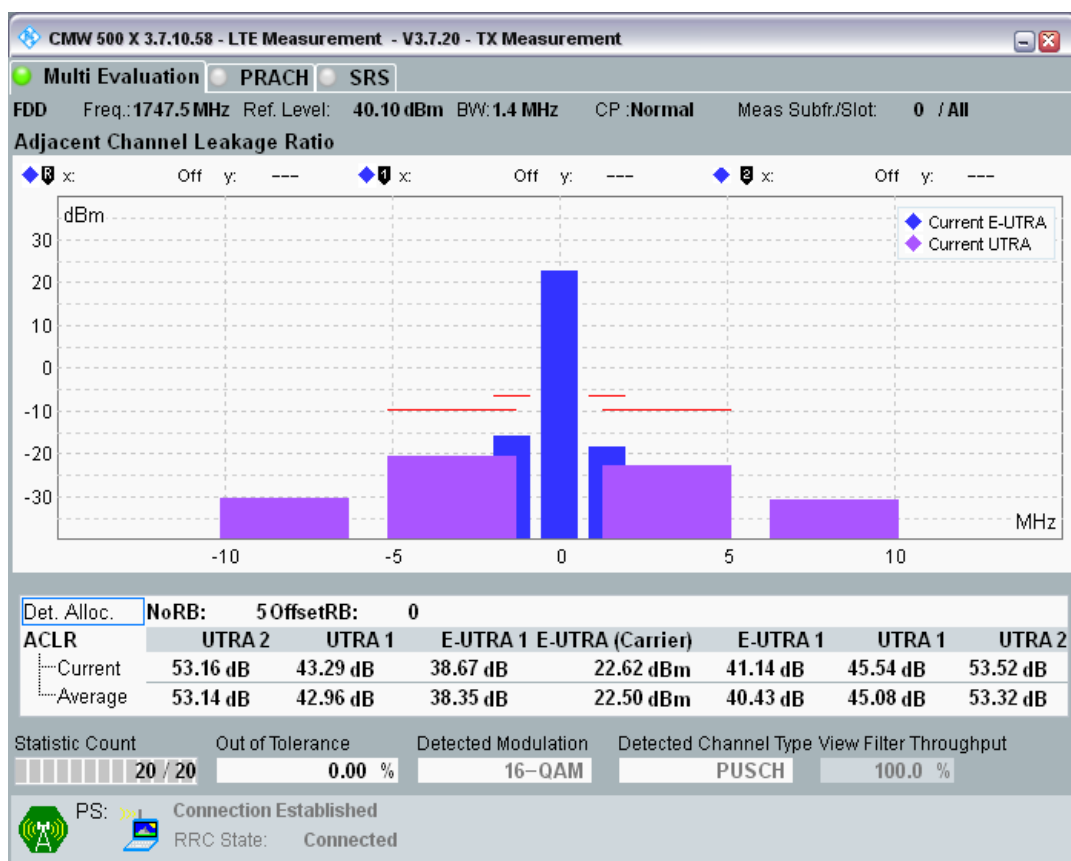 CMW 500 X 3.7.10.58 - LTE Measurement - V3.7.20 - TX Measurement
Multi Evaluation PRACH SRS
FDD Freq.: 1747.5 MHz Ref. Level: 40.10 dBm BW: 1.4 MHz CP :Normal Meas Subfr./Slot: 0 / All
Adjacent Channel Leakage Ratio
R x: Off y: --- 1 x: Off y: --- 2 x: Off y: ---
dBm
Current E-UTRA
Current UTRA
30
20
10
0
-10
-20
-30
MHz
-10 -5 0 5 10
Det. Alloc. NoRB: 5 OffsetRB: 0
ACLR UTRA 2 UTRA 1 E-UTRA 1 E-UTRA (Carrier) E-UTRA 1 UTRA 1 UTRA 2
Current 53.16 dB 43.29 dB 38.67 dB 22.62 dBm 41.14 dB 45.54 dB 53.52 dB
Average 53.14 dB 42.96 dB 38.35 dB 22.50 dBm 40.43 dB 45.08 dB 53.32 dB
Statistic Count Out of Tolerance Detected Modulation Detected Channel Type View Filter Throughput
20 / 20 0.00 % 16-QAM PUSCH 100.0 %
PS: Connection Established
RRC State: Connected